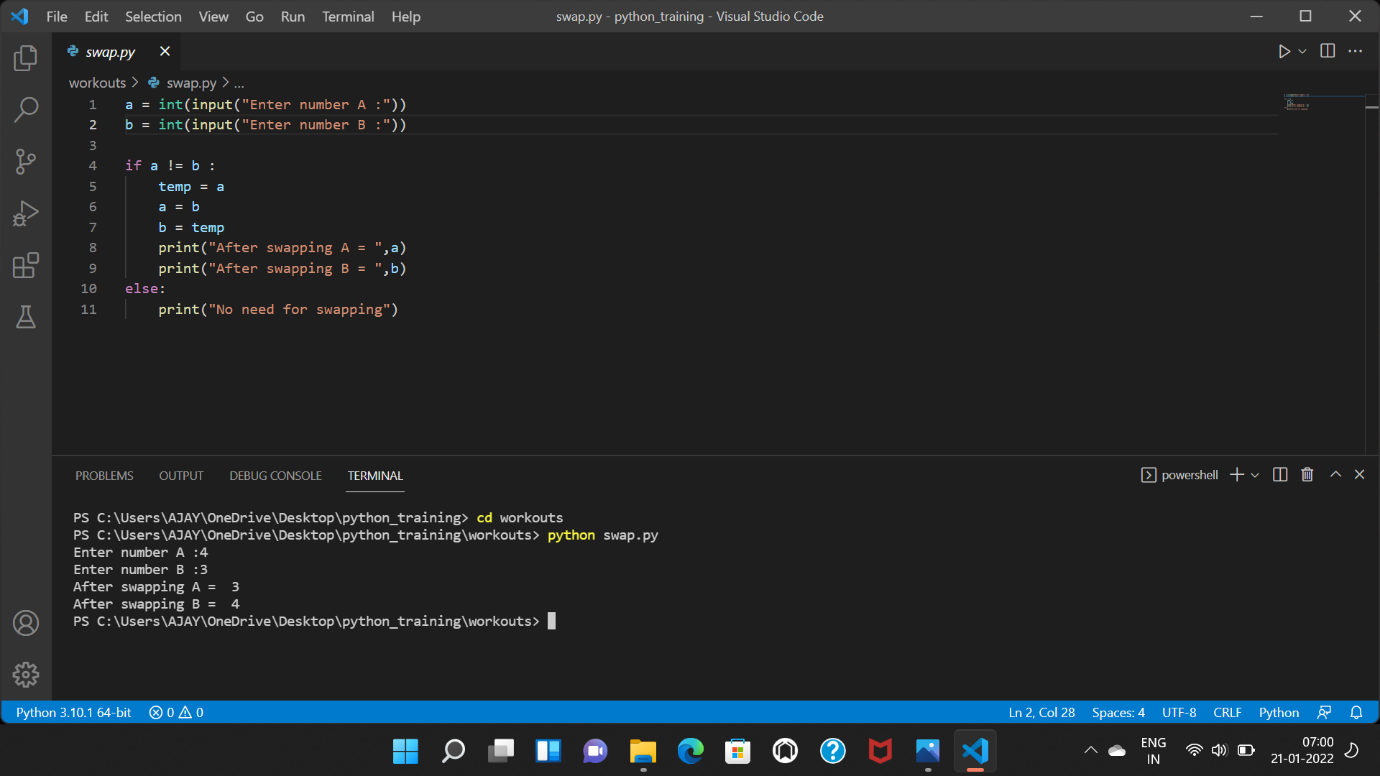 File Edit Selection View Go Run Terminal Help swap.py - python_training - Visual Studio Code
swap.py
workouts > swap.py > ...
1 a = int(input("Enter number A :"))
2 b = int(input("Enter number B :"))
3
4 if a != b :
5     temp = a
6     a = b
7     b = temp
8     print("After swapping A = ",a)
9     print("After swapping B = ",b)
10 else:
11     print("No need for swapping")
PROBLEMS OUTPUT DEBUG CONSOLE TERMINAL powershell
PS C:\Users\AJAY\OneDrive\Desktop\python_training> cd workouts
PS C:\Users\AJAY\OneDrive\Desktop\python_training\workouts> python swap.py
Enter number A :4
Enter number B :3
After swapping A =  3
After swapping B =  4
PS C:\Users\AJAY\OneDrive\Desktop\python_training\workouts>
Python 3.10.1 64-bit 0 0 Ln 2, Col 28 Spaces: 4 UTF-8 CRLF Python
ENG 07:00
IN 21-01-2022